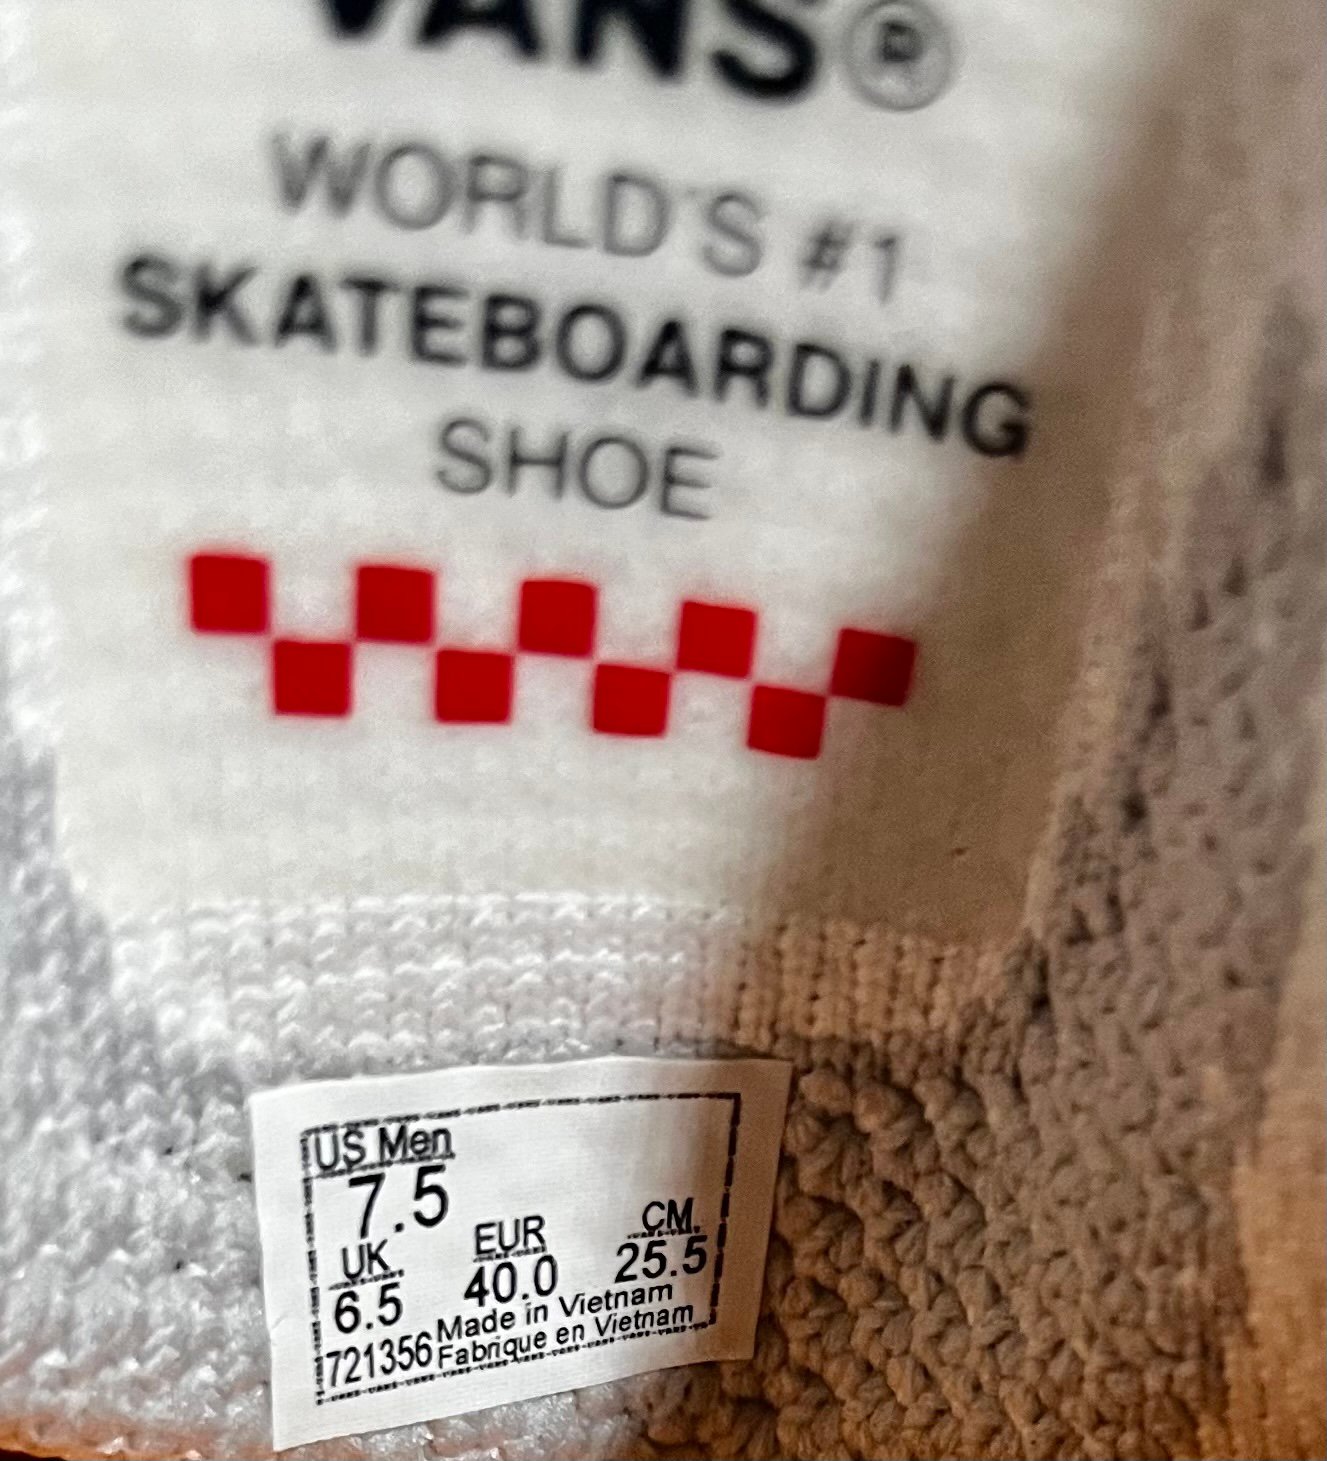 VANS®
WORLD'S #1
SKATEBOARDING
SHOE
US Men
7.5
UK EUR CM.
6.5 40.0 25.5
Made in Vietnam
721356 Fabrique en Vietnam